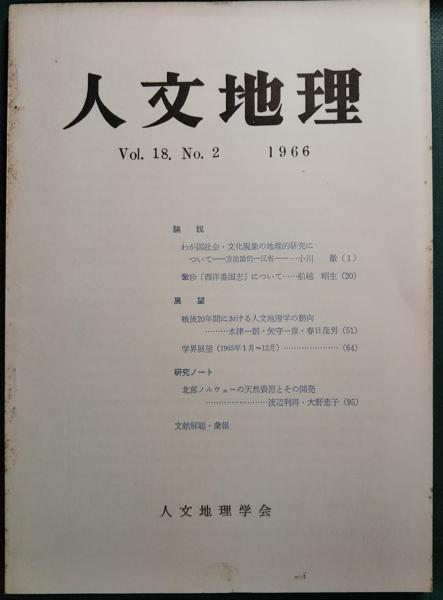 人文地理
Vol. 18. No. 2 1966
論説
わが国社会・文化現象の地理的研究に
ついて――方法論的一反省――…小川 徹(1)
鞏珍「西洋番国志」について……船越 昭生(20)
展望
戦後20年間における人文地理学の動向
………水津一朗・矢守一彦・春日茂男(51)
学界展望(1965年1月~12月)…………………(64)
研究ノート
北部ノルウェーの天然資源とその開発
……………………渡辺利得・大野恵子(95)
文献解題・彙報
人文地理学会